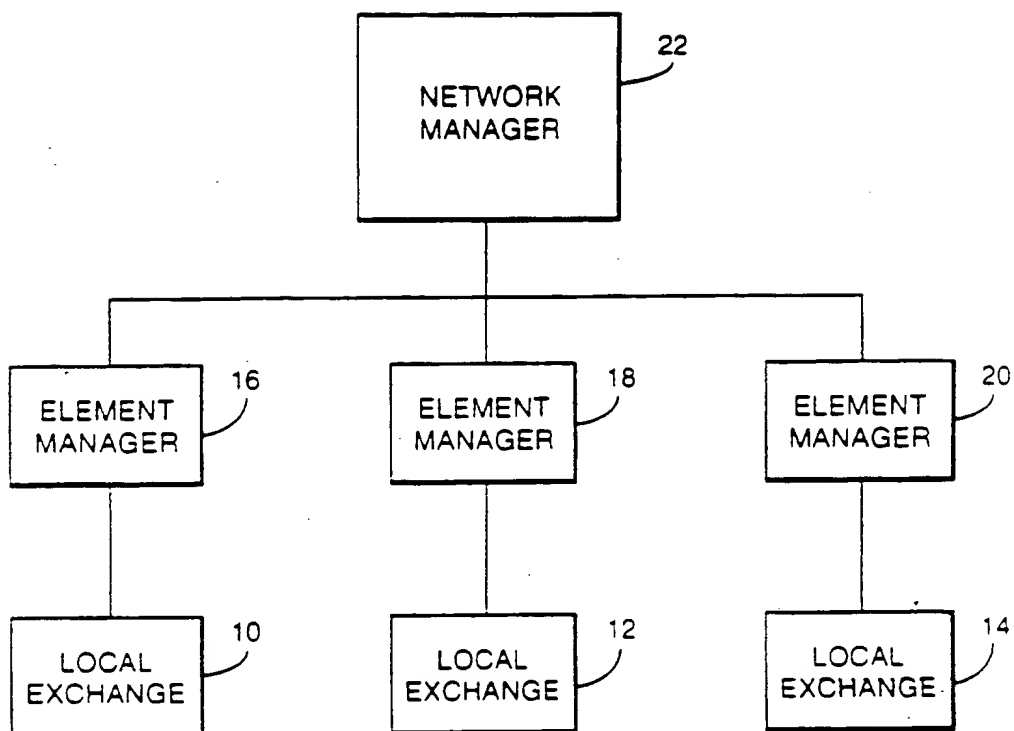 22
NETWORK
MANAGER
16
ELEMENT
MANAGER
18
ELEMENT
MANAGER
20
ELEMENT
MANAGER
10
LOCAL
EXCHANGE
12
LOCAL
EXCHANGE
14
LOCAL
EXCHANGE